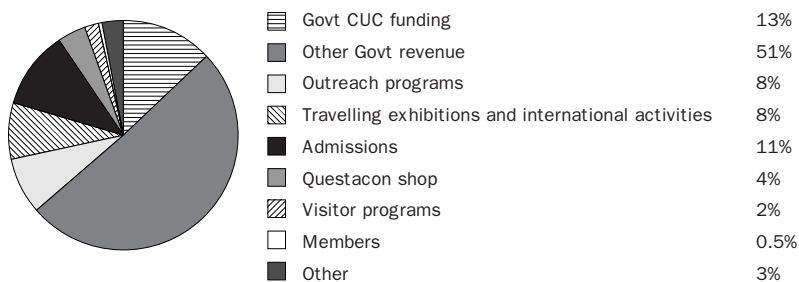 Govt CUC funding 13%
Other Govt revenue 51%
Outreach programs 8%
Travelling exhibitions and international activities 8%
Admissions 11%
Questacon shop 4%
Visitor programs 2%
Members 0.5%
Other 3%